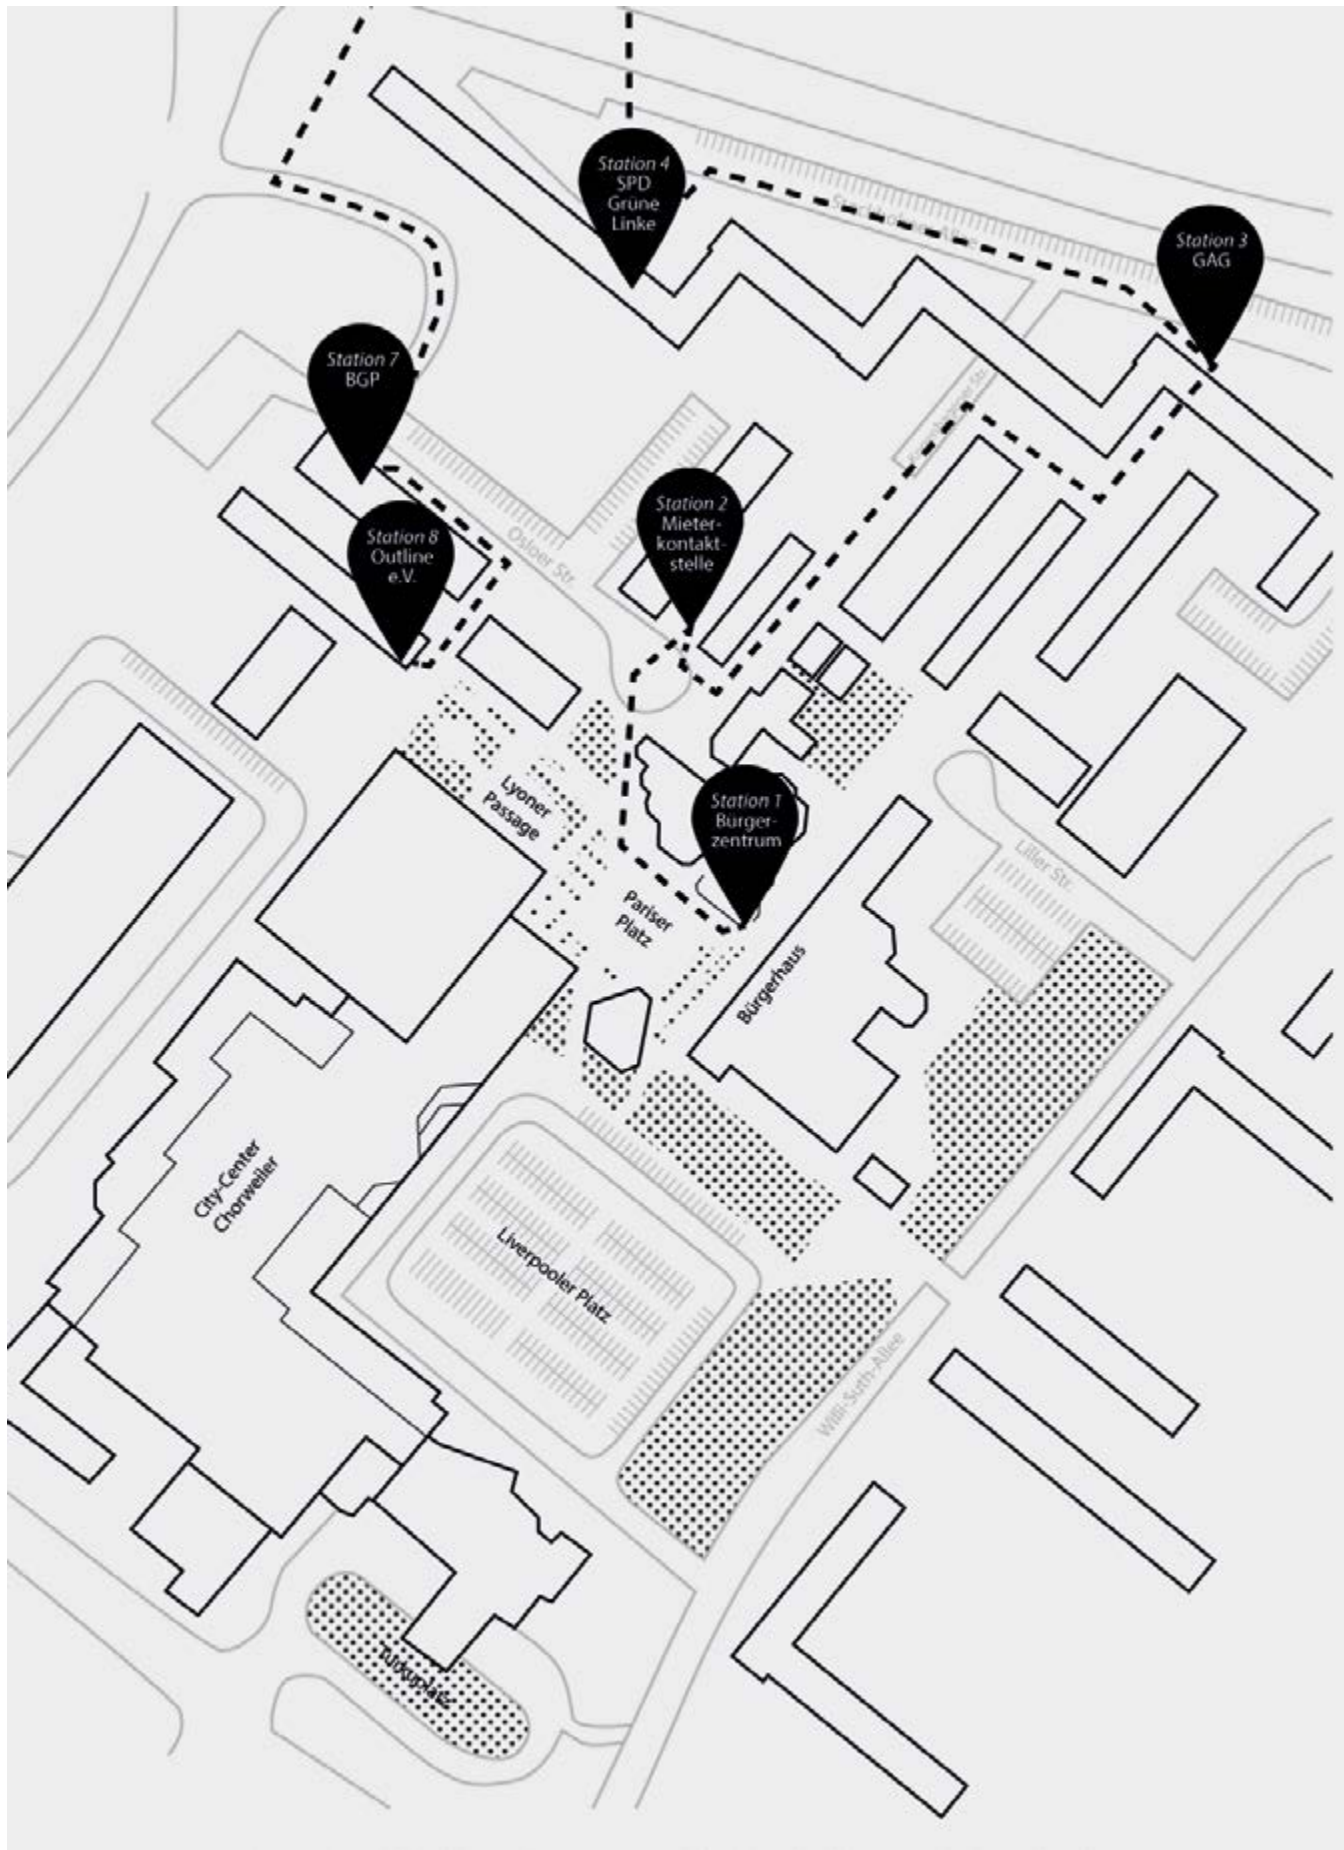 Station 4
SPD
Grüne
Linke
Station 3
GAG
Station 7
BGP
Station 2
Mieter-
kontakt-
stelle
Station 8
Outline
e.V.
Osloer Str.
Lyoner
Passage
Station 1
Bürger-
zentrum
Pariser
Platz
Bürgerhaus
Liller Str.
City-Center
Chorweiler
Liverpooler Platz
Willi-Suth-Allee
Turkuplatz